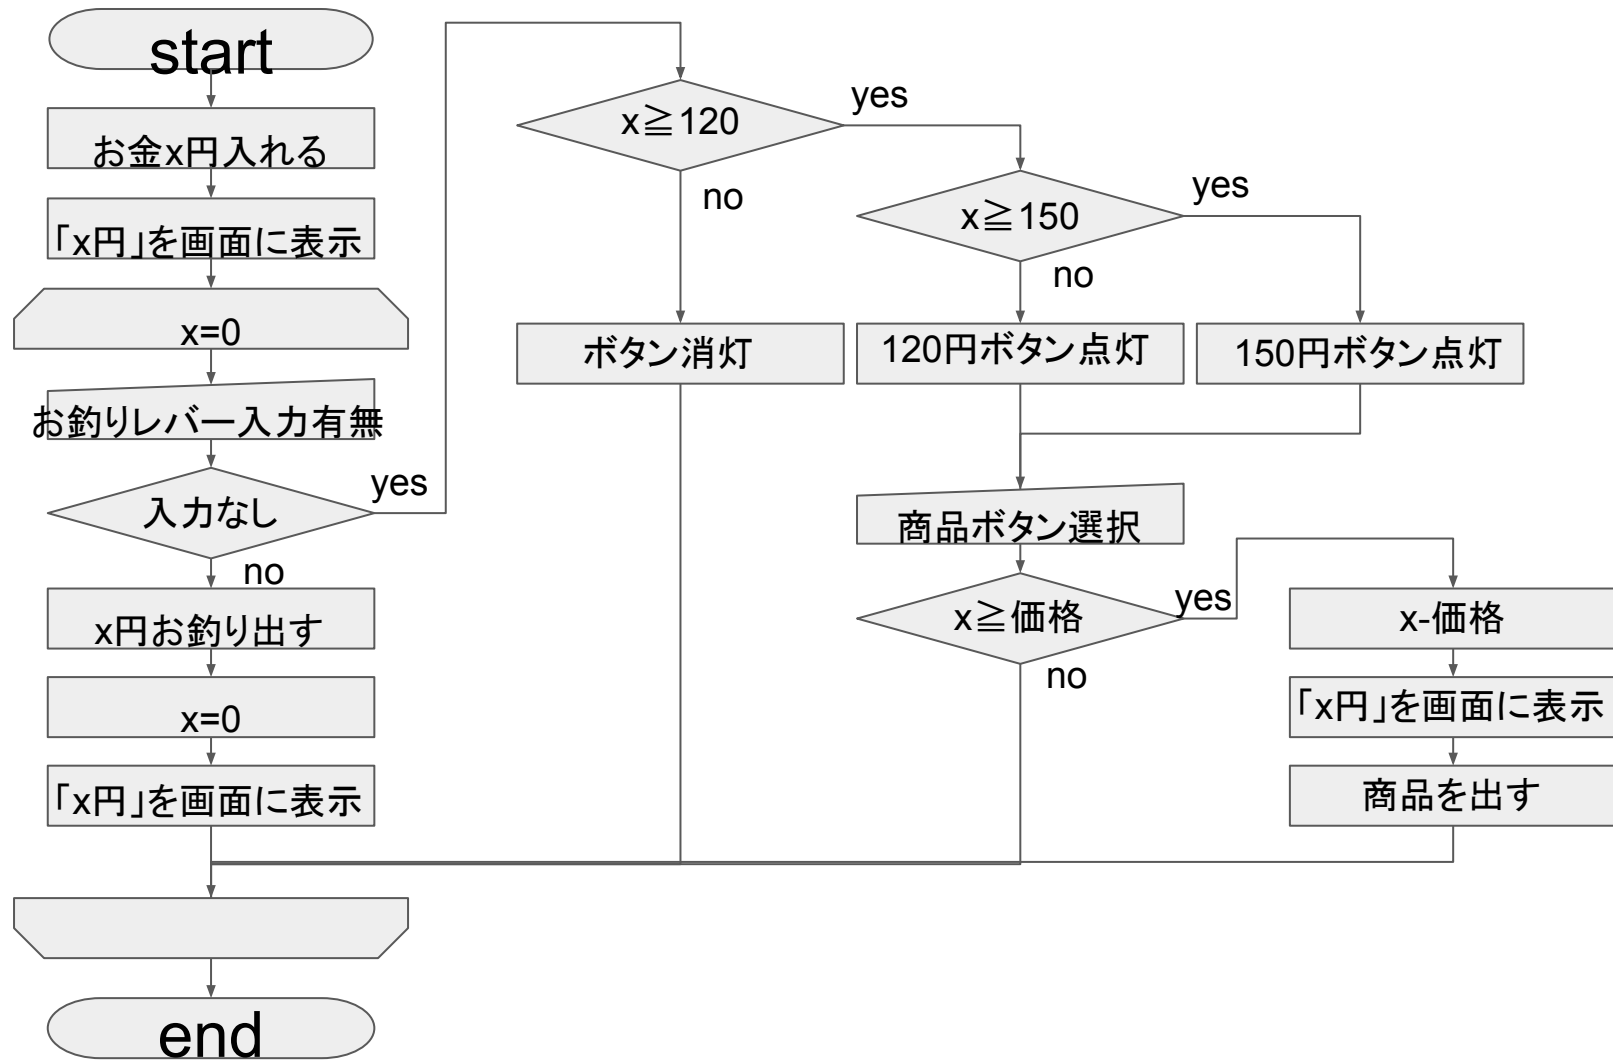 start
お金x円入れる
「x円」を画面に表示
x=0
お釣りレバー入力有無
入力なし
yes
no
x円お釣り出す
x=0
「x円」を画面に表示
end
x≧120
yes
no
ボタン消灯
x≧150
yes
no
120円ボタン点灯
150円ボタン点灯
商品ボタン選択
x≧価格
yes
no
x-価格
「x円」を画面に表示
商品を出す